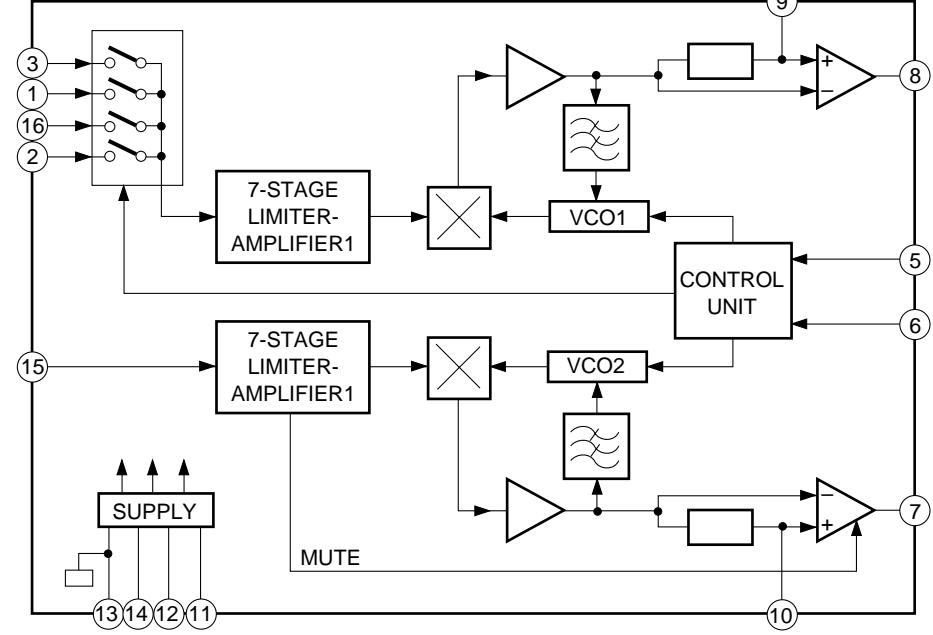 9
3
1
16
2
+
−
8
7-STAGE
LIMITER-
AMPLIFIER1
VCO1
CONTROL
UNIT
5
6
7-STAGE
LIMITER-
AMPLIFIER1
15
VCO2
SUPPLY
−
+
7
MUTE
13
14
12
11
10